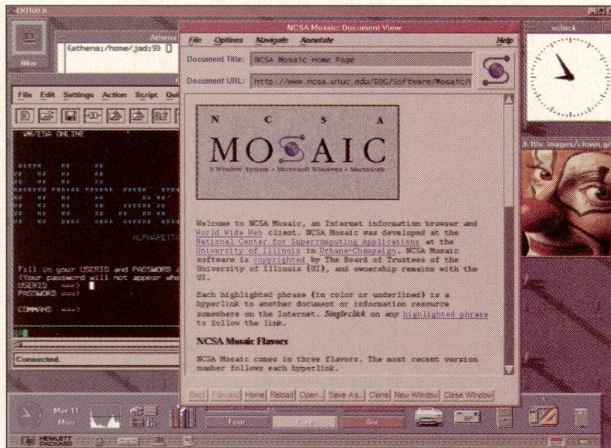 EXTRA!X
Athena
{athena:/home/jad:93
File Edit Settings Action Script
VM/ESA ONLINE
Fill in your USERID and PASSWORD
(Your password will not appear
USERID ===>
PASSWORD ===>
COMMAND ===>
Connected.
NCSA Mosaic: Document View
File Options Navigate Annotate Help
Document Title: NCSA Mosaic Home Page
Document URL: http://www.ncsa.uiuc.edu/SDG/Software/Mosaic/
N C S A
MOSAIC
X Window System • Microsoft Windows • Macintosh
Welcome to NCSA Mosaic, an Internet information browser and
World Wide Web client. NCSA Mosaic was developed at the
National Center for Supercomputing Applications at the
University of Illinois in Urbana-Champaign. NCSA Mosaic
software is copyrighted by The Board of Trustees of the
University of Illinois (UI), and ownership remains with the
UI.
Each highlighted phrase (in color or underlined) is a
hyperlink to another document or information resource
somewhere on the Internet. Single click on any highlighted phrase
to follow the link.
NCSA Mosaic Flavors
NCSA Mosaic comes in three flavors. The most recent version
number follows each hyperlink.
Back Forward Home Reload Open... Save As... Clone New Window Close Window
xclock
3.10a: images/clown.gi
Mar 11
Mon
Four
Six
HEWLETT
PACKARD